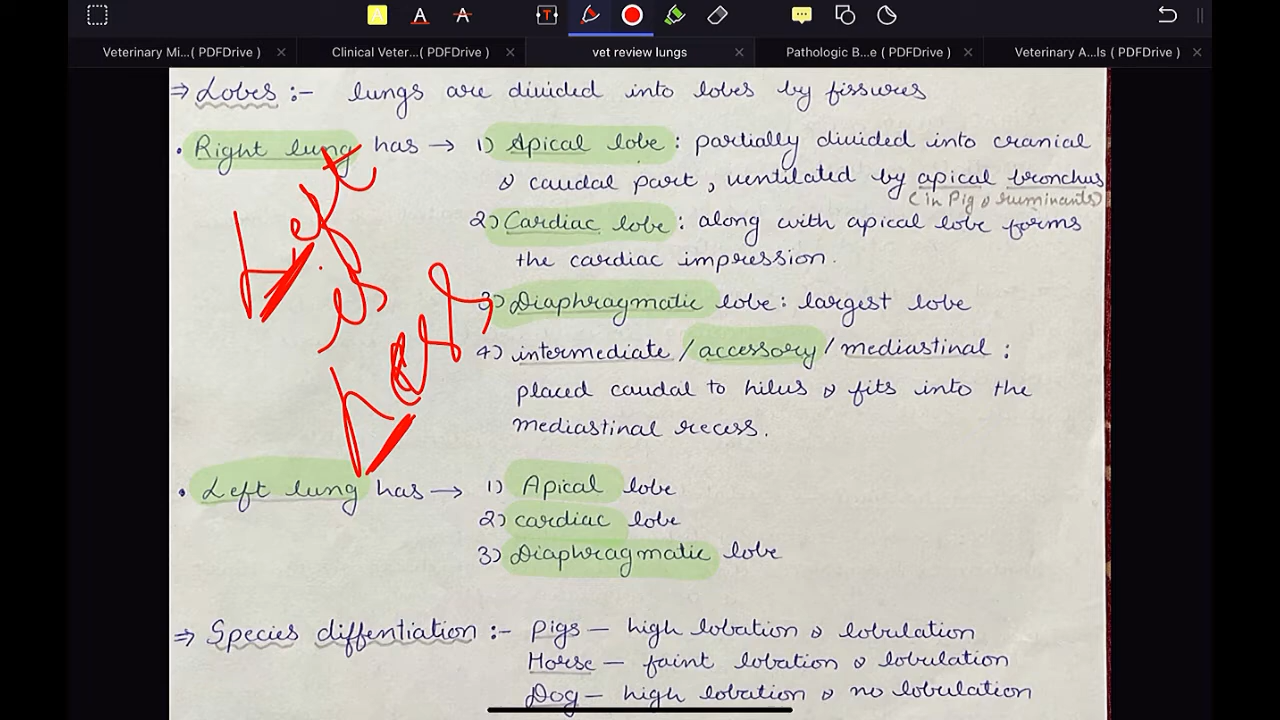 A A A T
Veterinary Mi...( PDFDrive ) × Clinical Veter...( PDFDrive ) × vet review lungs × Pathologic B...e ( PDFDrive ) × Veterinary A...ls ( PDFDrive ) ×
⇒ Lobes :- lungs are divided into lobes by fissures
• Right lung has → 1) Apical lobe : partially divided into cranial
& caudal part, ventilated by apical bronchus
(in Pig & ruminants)
2) Cardiac lobe : along with apical lobe forms
the cardiac impression.
3) Diaphragmatic lobe : largest lobe
4) intermediate / accessory / mediastinal :
placed caudal to hilus & fits into the
mediastinal recess.
Left
is
• Left lung has → 1) Apical lobe
2) cardiac lobe
3) Diaphragmatic lobe
⇒ Species diffentiation :- Pigs – high lobation & lobulation
Horse – faint lobation & lobulation
Dog – high lobation & no lobulation